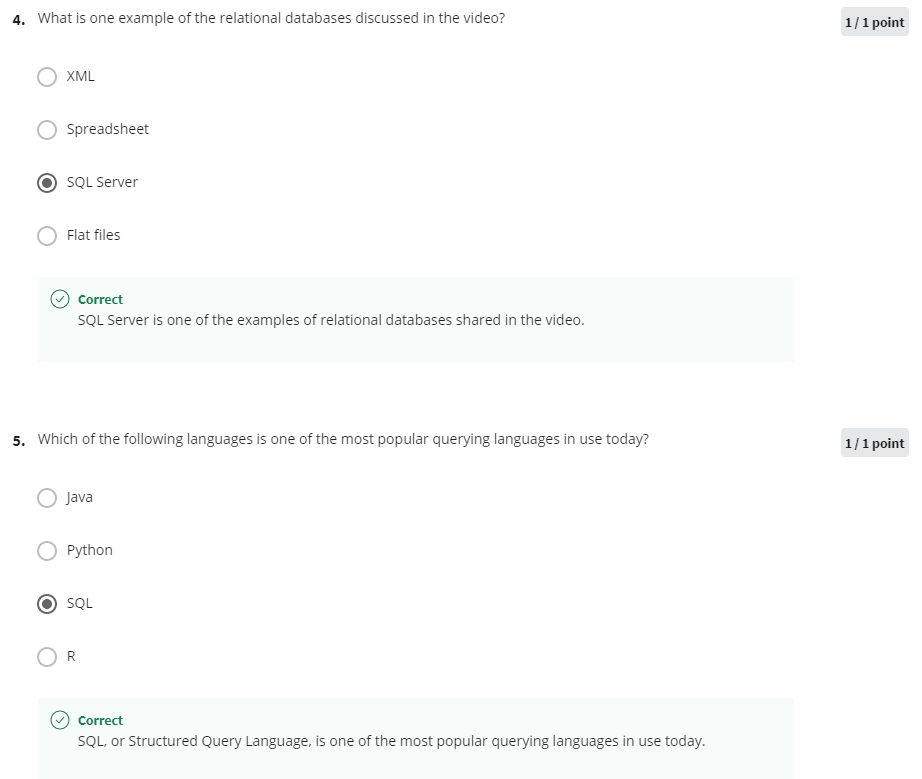 4. What is one example of the relational databases discussed in the video?
1 / 1 point
XML
Spreadsheet
SQL Server
Flat files
Correct
SQL Server is one of the examples of relational databases shared in the video.
5. Which of the following languages is one of the most popular querying languages in use today?
1 / 1 point
Java
Python
SQL
R
Correct
SQL, or Structured Query Language, is one of the most popular querying languages in use today.